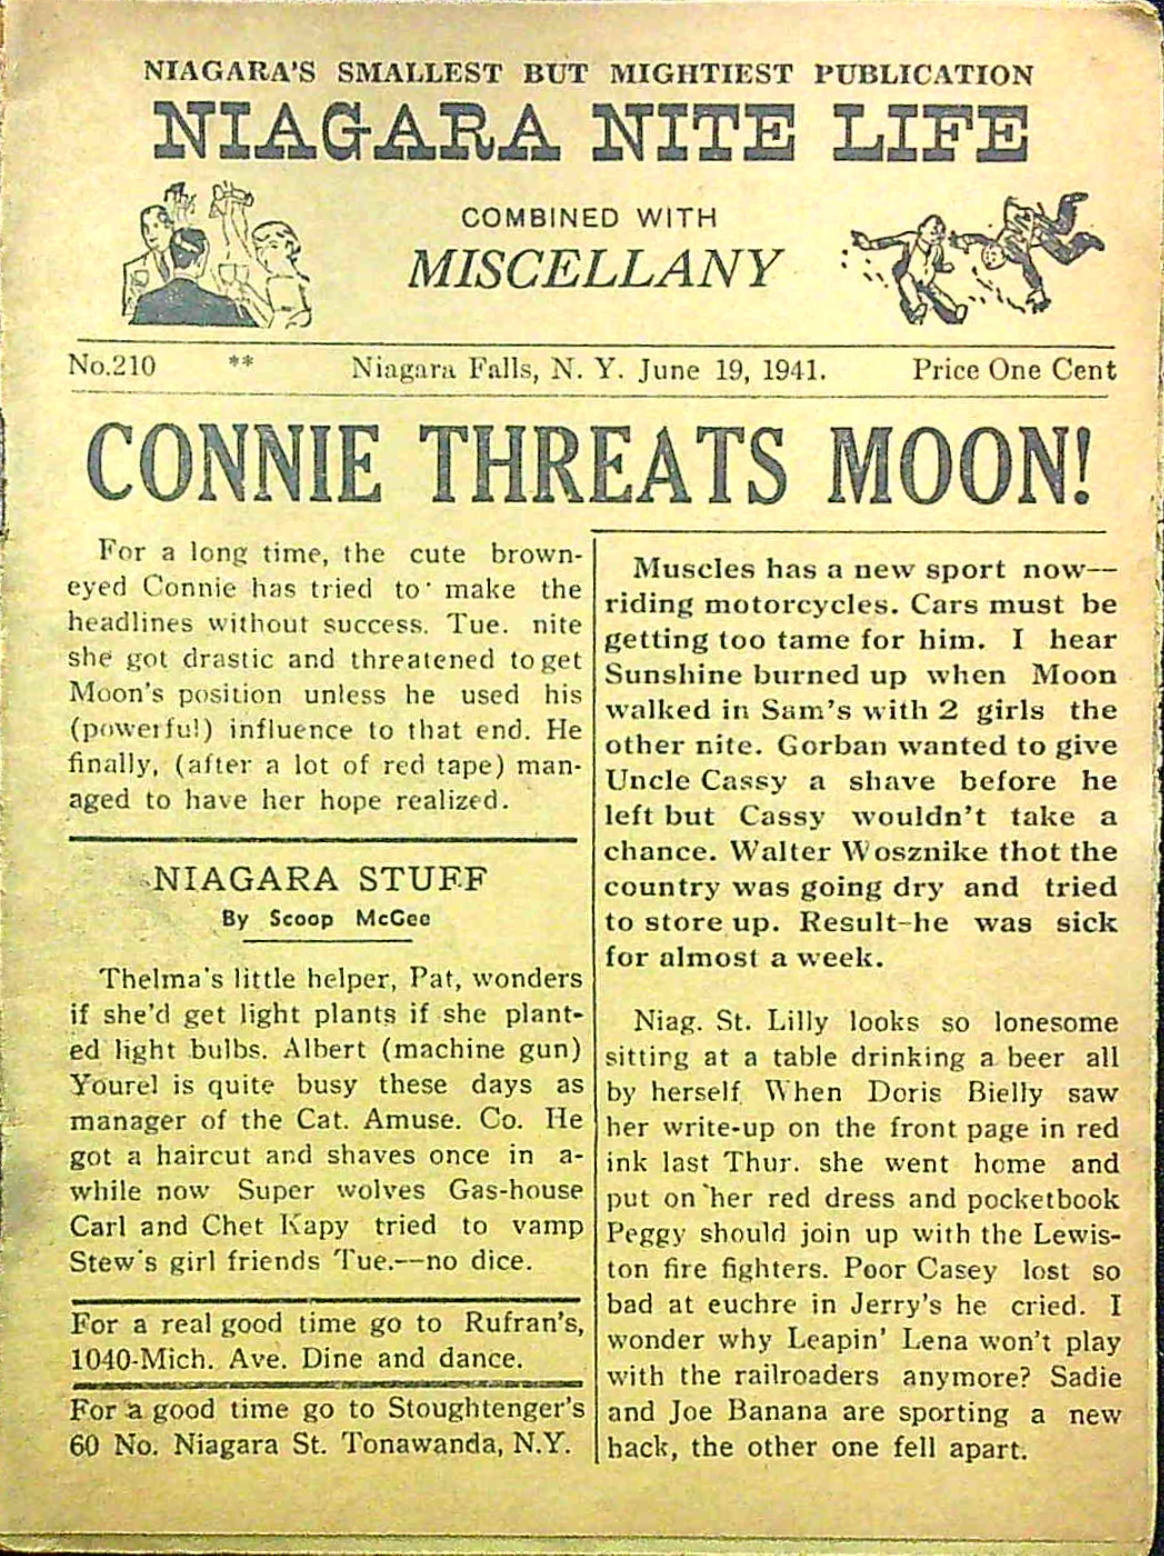 NIAGARA'S SMALLEST BUT MIGHTIEST PUBLICATION
NIAGARA NITE LIFE
COMBINED WITH
MISCELLANY
No.210 ** Niagara Falls, N. Y. June 19, 1941. Price One Cent
CONNIE THREATS MOON!
For a long time, the cute brown-
eyed Connie has tried to make the
headlines without success. Tue. nite
she got drastic and threatened to get
Moon's position unless he used his
(powerful) influence to that end. He
finally, (after a lot of red tape) man-
aged to have her hope realized.
NIAGARA STUFF
By Scoop McGee
Thelma's little helper, Pat, wonders
if she'd get light plants if she plant-
ed light bulbs. Albert (machine gun)
Yourel is quite busy these days as
manager of the Cat. Amuse. Co. He
got a haircut and shaves once in a-
while now Super wolves Gas-house
Carl and Chet Kapy tried to vamp
Stew's girl friends Tue.—no dice.
For a real good time go to Rufran's,
1040-Mich. Ave. Dine and dance.
For a good time go to Stoughtenger's
60 No. Niagara St. Tonawanda, N.Y.
Muscles has a new sport now—
riding motorcycles. Cars must be
getting too tame for him. I hear
Sunshine burned up when Moon
walked in Sam's with 2 girls the
other nite. Gorban wanted to give
Uncle Cassy a shave before he
left but Cassy wouldn't take a
chance. Walter Wosznike thot the
country was going dry and tried
to store up. Result-he was sick
for almost a week.
Niag. St. Lilly looks so lonesome
sitting at a table drinking a beer all
by herself When Doris Bielly saw
her write-up on the front page in red
ink last Thur. she went home and
put on her red dress and pocketbook
Peggy should join up with the Lewis-
ton fire fighters. Poor Casey lost so
bad at euchre in Jerry's he cried. I
wonder why Leapin' Lena won't play
with the railroaders anymore? Sadie
and Joe Banana are sporting a new
hack, the other one fell apart.